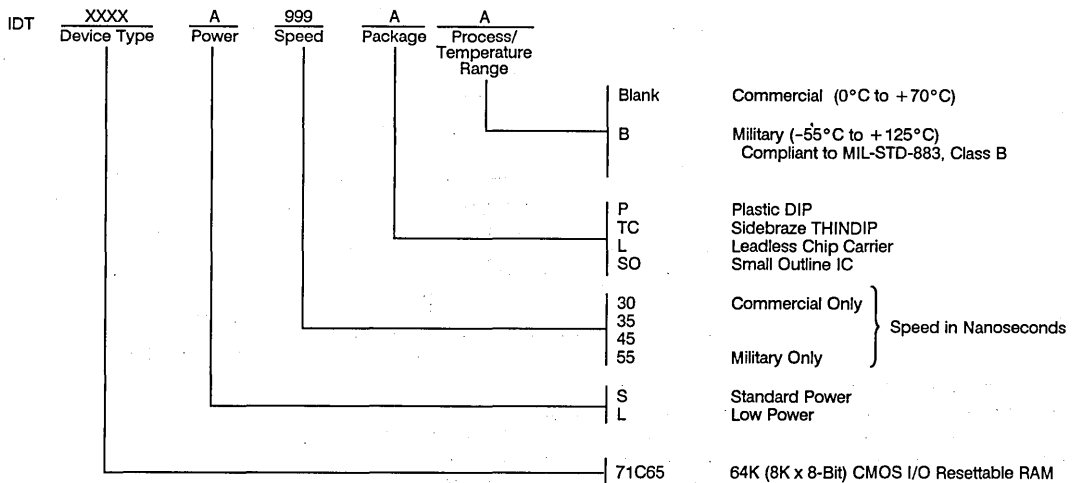 IDT XXXX A 999 A A
Device Type Power Speed Package Process/
Temperature
Range
Blank Commercial (0°C to +70°C)
B Military (–55°C to +125°C)
Compliant to MIL-STD-883, Class B
P Plastic DIP
TC Sidebraze THINDIP
L Leadless Chip Carrier
SO Small Outline IC
30 Commercial Only
35
Speed in Nanoseconds
45
55 Military Only
S Standard Power
L Low Power
71C65 64K (8K x 8-Bit) CMOS I/O Resettable RAM